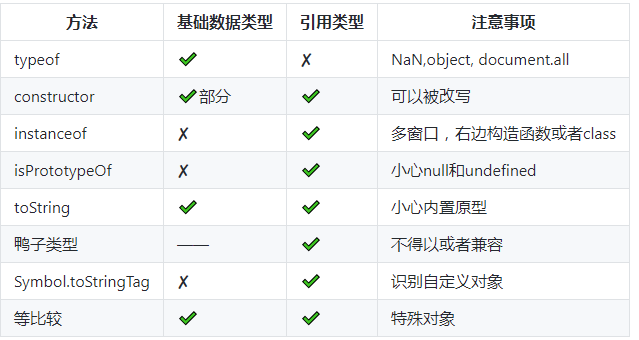 方法 基础数据类型 引用类型 注意事项
typeof ✔ ✗ NaN,object, document.all
constructor ✔部分 ✔ 可以被改写
instanceof ✗ ✔ 多窗口，右边构造函数或者class
isPrototypeOf ✗ ✔ 小心null和undefined
toString ✔ ✔ 小心内置原型
鸭子类型 —— ✔ 不得以或者兼容
Symbol.toStringTag ✗ ✔ 识别自定义对象
等比较 ✔ ✔ 特殊对象